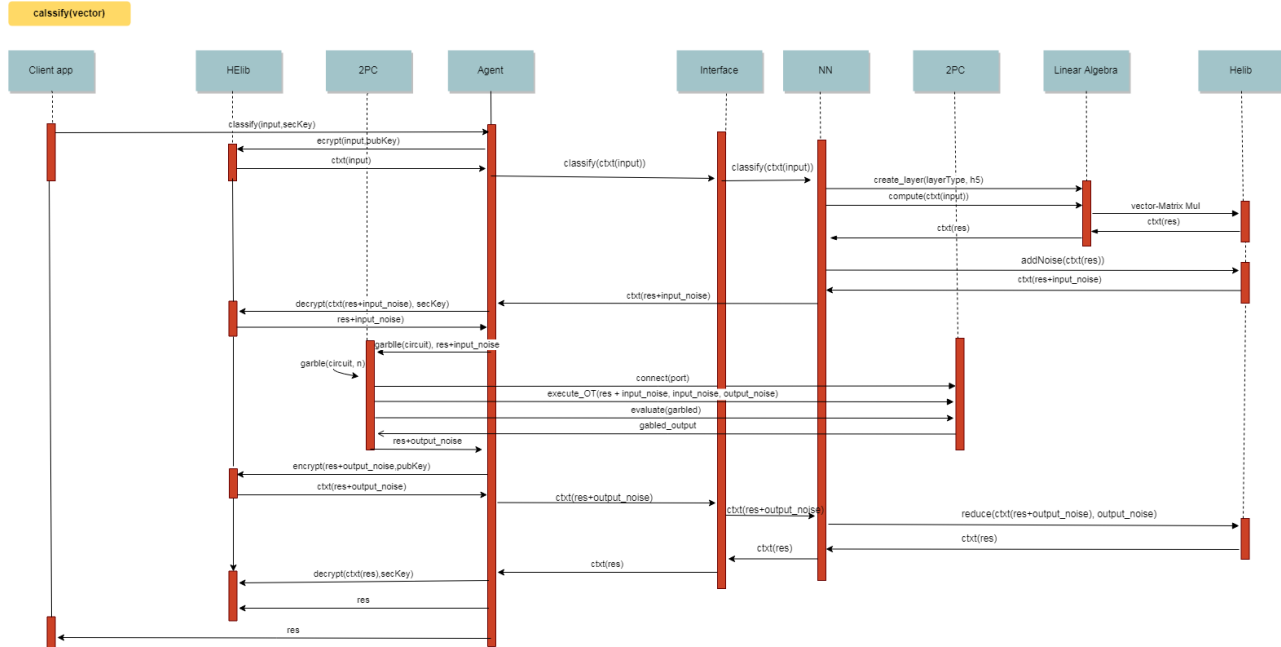 calssify(vector)
Client app
HElib
2PC
Agent
Interface
NN
2PC
Linear Algebra
Helib
classify(input,secKey)
ecrypt(input,pubKey)
ctxt(input)
classify(ctxt(input))
classify(ctxt(input))
create_layer(layerType, h5)
compute(ctxt(input))
vector-Matrix Mul
ctxt(res)
ctxt(res)
addNoise(ctxt(res))
ctxt(res+input_noise)
ctxt(res+input_noise)
decrypt(ctxt(res+input_noise), secKey)
res+input_noise)
garblle(circuit), res+input_noise
garble(circuit, n)
connect(port)
execute_OT(res + input_noise, input_noise, output_noise)
evaluate(garbled)
gabled_output
res+output_noise
encrypt(res+output_noise,pubKey)
ctxt(res+output_noise)
ctxt(res+output_noise)
ctxt(res+output_noise)
reduce(ctxt(res+output_noise), output_noise)
ctxt(res)
ctxt(res)
ctxt(res)
decrypt(ctxt(res),secKey)
res
res